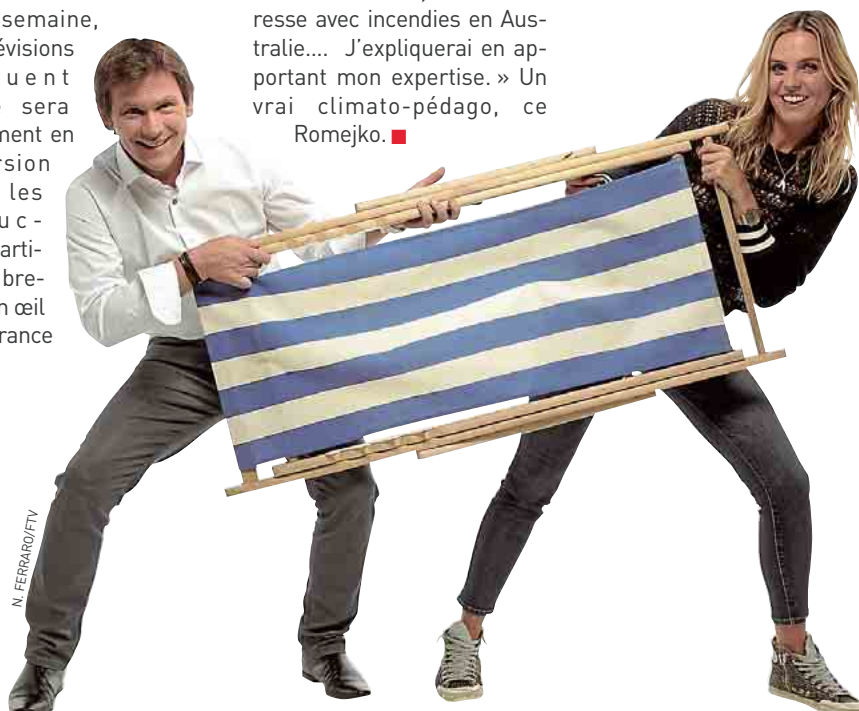 semaine,
évisions
uent
sera
ment en
rsion
les
uc-
arti-
bre-
n œil
rance
resse avec incendies en Aus-
tralie.... J'expliquerai en ap-
portant mon expertise. » Un
vrai climato-pédago, ce
Romejko.
N. FERRARO/FTV